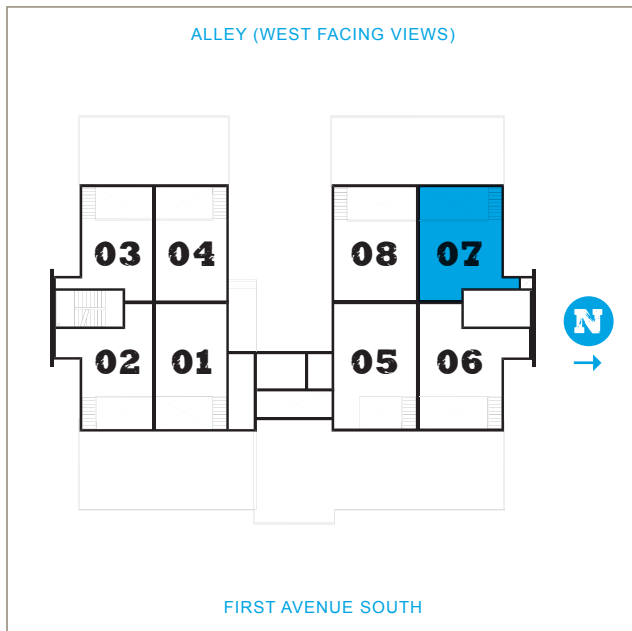 ALLEY (WEST FACING VIEWS)
03 04 08 07
N
02 01 05 06
FIRST AVENUE SOUTH